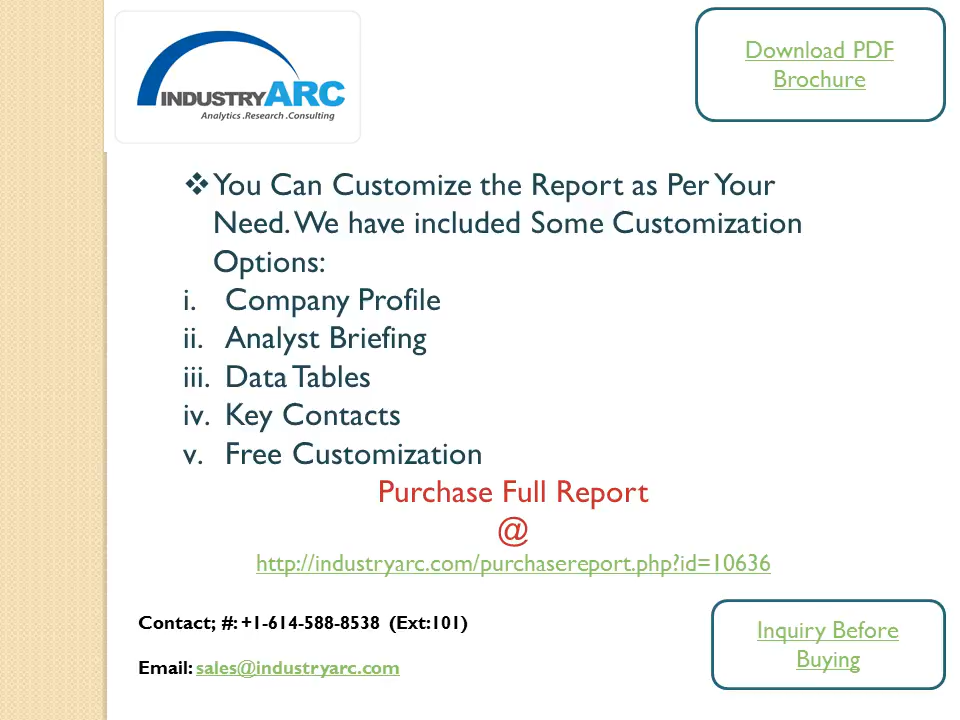 INDUSTRYARC
Analytics .Research .Consulting
Download PDF
Brochure
❖You Can Customize the Report as Per Your
Need. We have included Some Customization
Options:
i. Company Profile
ii. Analyst Briefing
iii. Data Tables
iv. Key Contacts
v. Free Customization
Purchase Full Report
@
http://industryarc.com/purchasereport.php?id=10636
Contact; #: +1-614-588-8538 (Ext:101)
Email: sales@industryarc.com
Inquiry Before
Buying